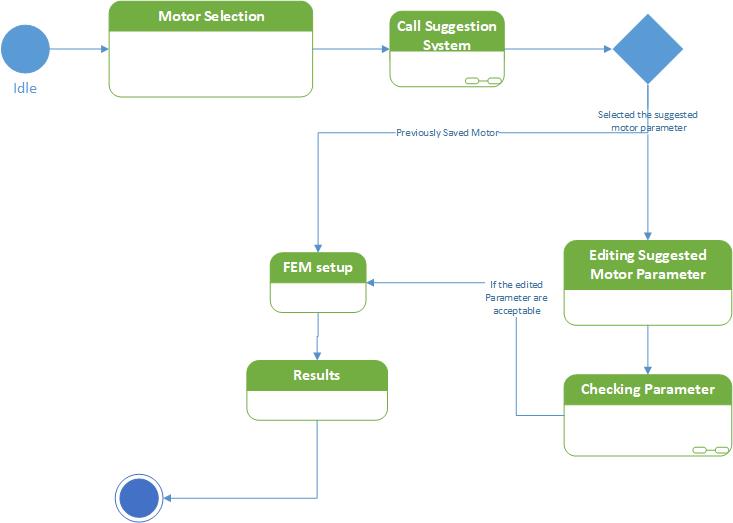 Motor Selection
Call Suggestion
System
Idle
Selected the suggested
motor parameter
Previously Saved Motor
Editing Suggested
Motor Parameter
FEM setup
If the edited
Parameter are
acceptable
Results
Checking Parameter